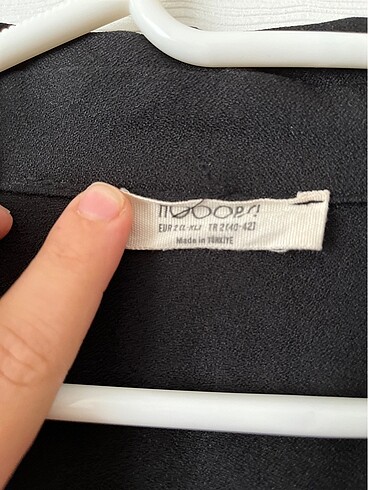 EUR 2 (L-XL) TR 2 (40-42)
Made in TÜRKİYE